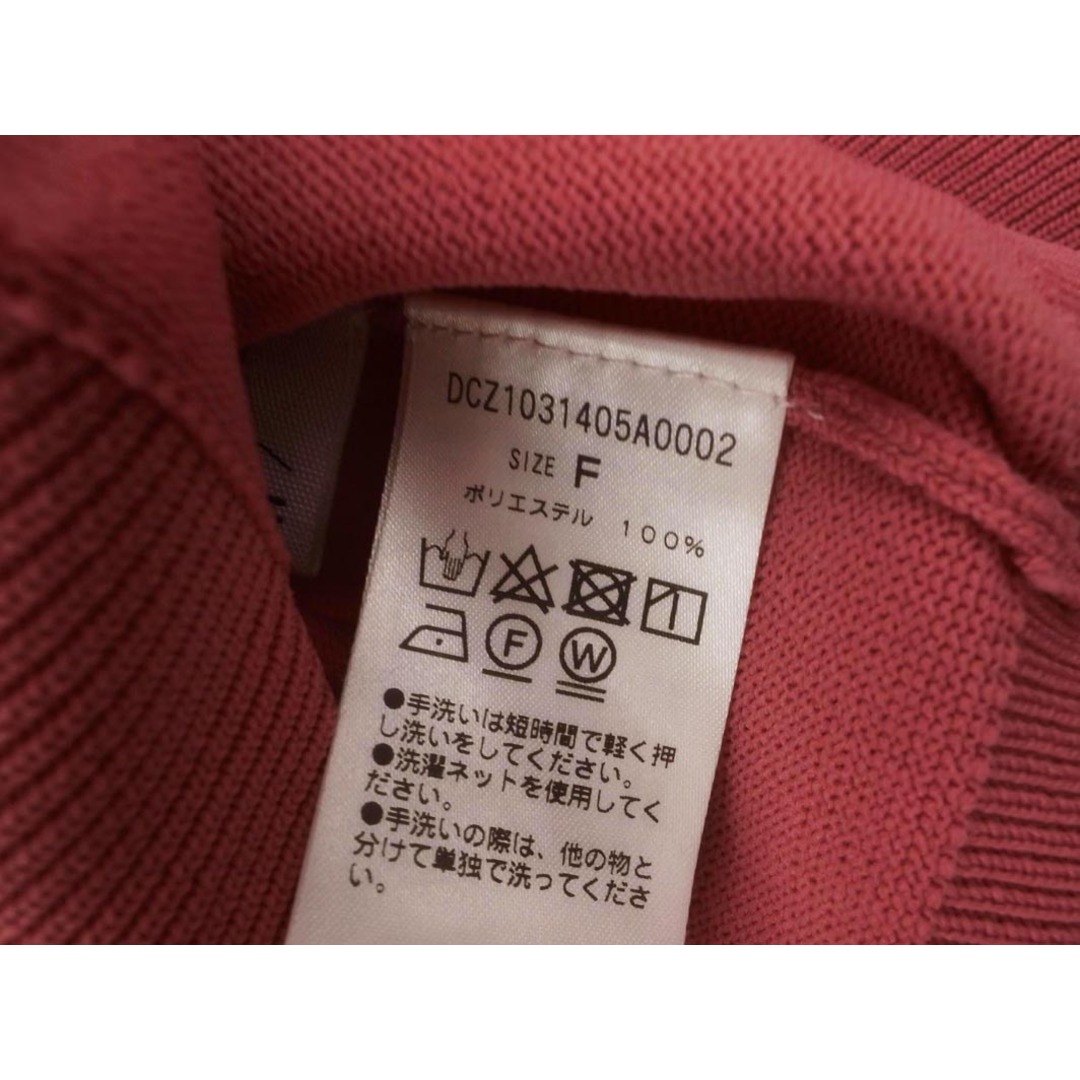 DCZ1031405A0002
SIZE F
ポリエステル 100%
F W
●手洗いは短時間で軽く押
し洗いをしてください。
●洗濯ネットを使用してく
ださい。
●手洗いの際は、他の物と
分けて単独で洗ってくださ
い。